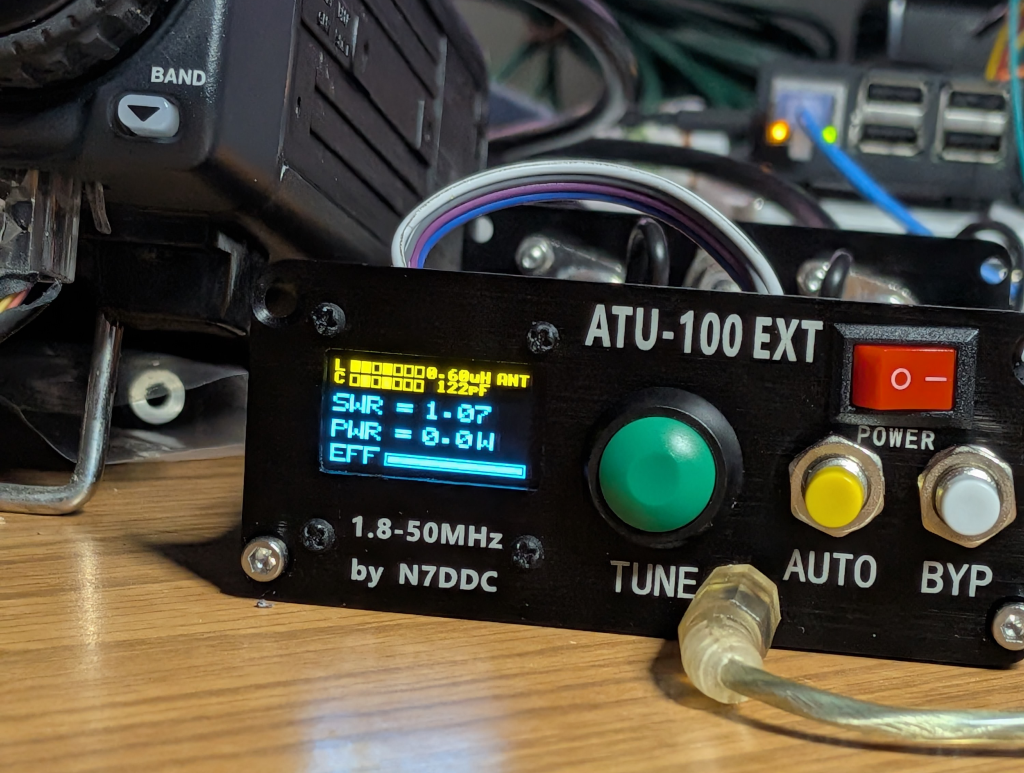 BAND
ATU-100 EXT
L 0.60uH ANT
C 122pF
SWR = 1.07
PWR = 0.0W
EFF
POWER
1.8-50MHz
by N7DDC
TUNE
AUTO
BYP